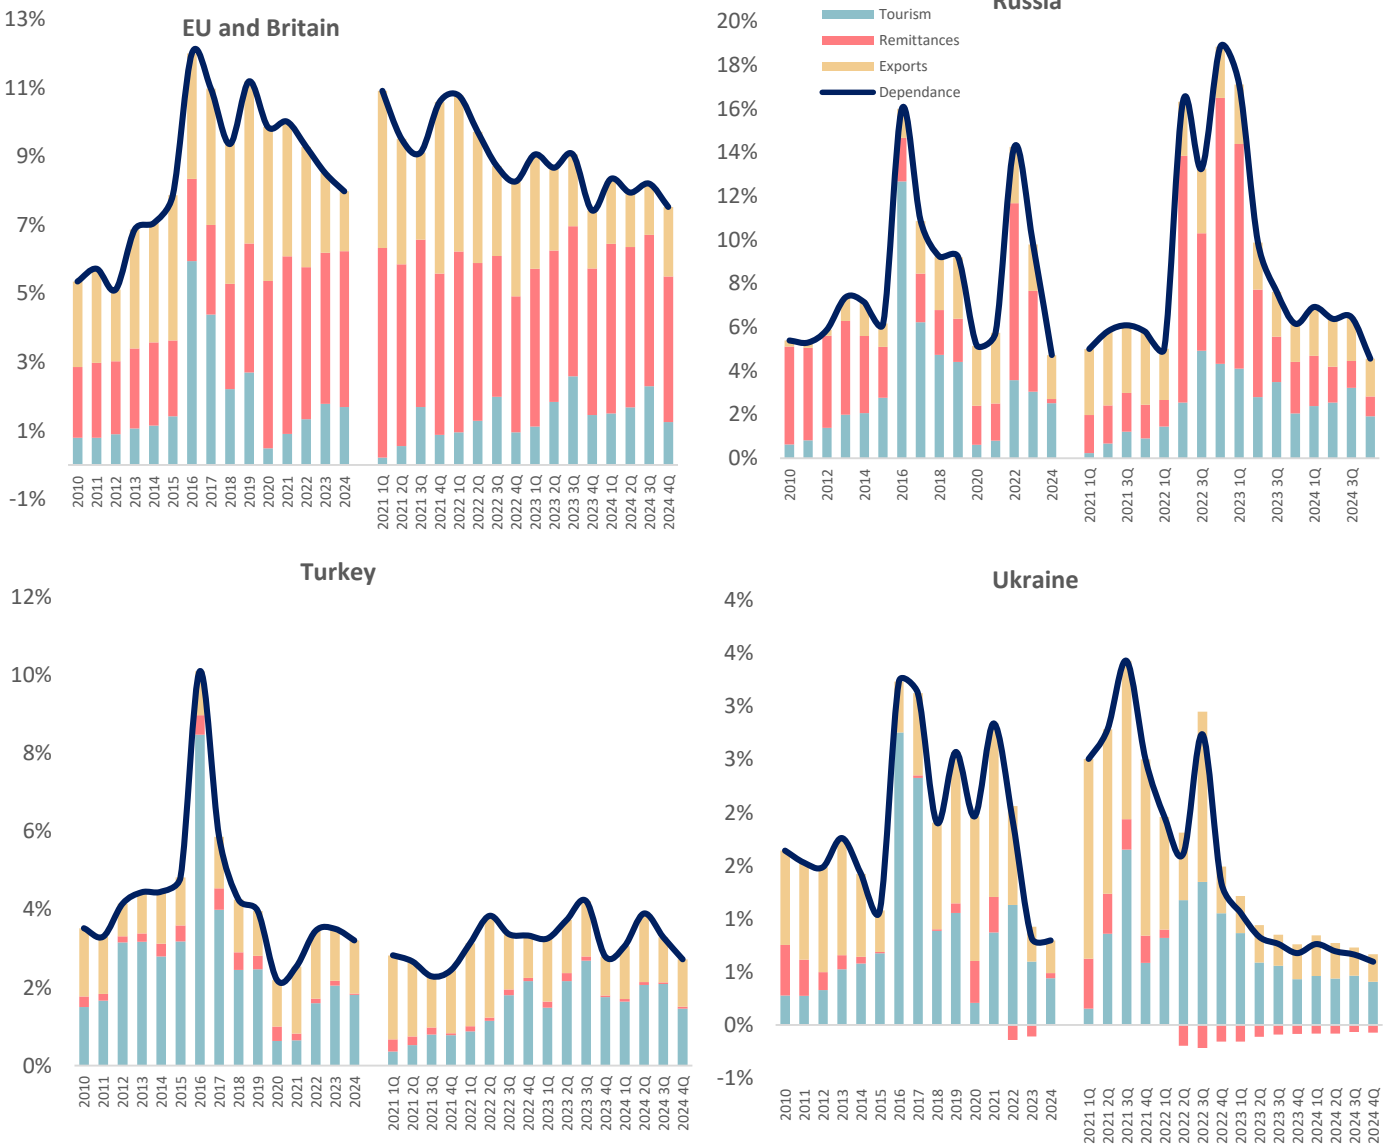 EU and Britain
13%
11%
9%
7%
5%
3%
1%
-1%
2010
2011
2012
2013
2014
2015
2016
2017
2018
2019
2020
2021
2022
2023
2024
2021 1Q
2021 2Q
2021 3Q
2021 4Q
2022 1Q
2022 2Q
2022 3Q
2022 4Q
2023 1Q
2023 2Q
2023 3Q
2023 4Q
2024 1Q
2024 2Q
2024 3Q
2024 4Q
Russia
Tourism
Remittances
Exports
Dependance
20%
18%
16%
14%
12%
10%
8%
6%
4%
2%
0%
2010
2012
2014
2016
2018
2020
2022
2024
2021 1Q
2021 3Q
2022 1Q
2022 3Q
2023 1Q
2023 3Q
2024 1Q
2024 3Q
Turkey
12%
10%
8%
6%
4%
2%
0%
2010
2011
2012
2013
2014
2015
2016
2017
2018
2019
2020
2021
2022
2023
2024
2021 1Q
2021 2Q
2021 3Q
2021 4Q
2022 1Q
2022 2Q
2022 3Q
2022 4Q
2023 1Q
2023 2Q
2023 3Q
2023 4Q
2024 1Q
2024 2Q
2024 3Q
2024 4Q
Ukraine
4%
4%
3%
3%
2%
2%
1%
1%
0%
-1%
2010
2011
2012
2013
2014
2015
2016
2017
2018
2019
2020
2021
2022
2023
2024
2021 1Q
2021 2Q
2021 3Q
2021 4Q
2022 1Q
2022 2Q
2022 3Q
2022 4Q
2023 1Q
2023 2Q
2023 3Q
2023 4Q
2024 1Q
2024 2Q
2024 3Q
2024 4Q